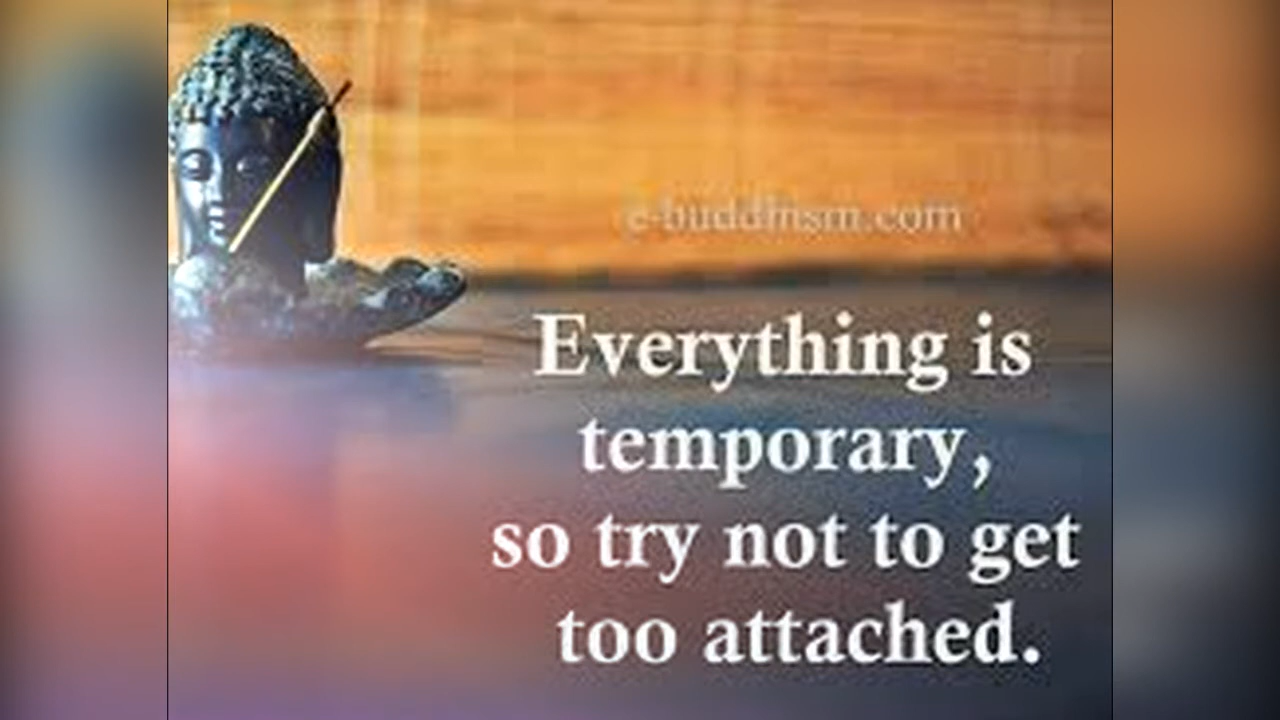 e-buddhism.com
Everything is
temporary,
so try not to get
too attached.